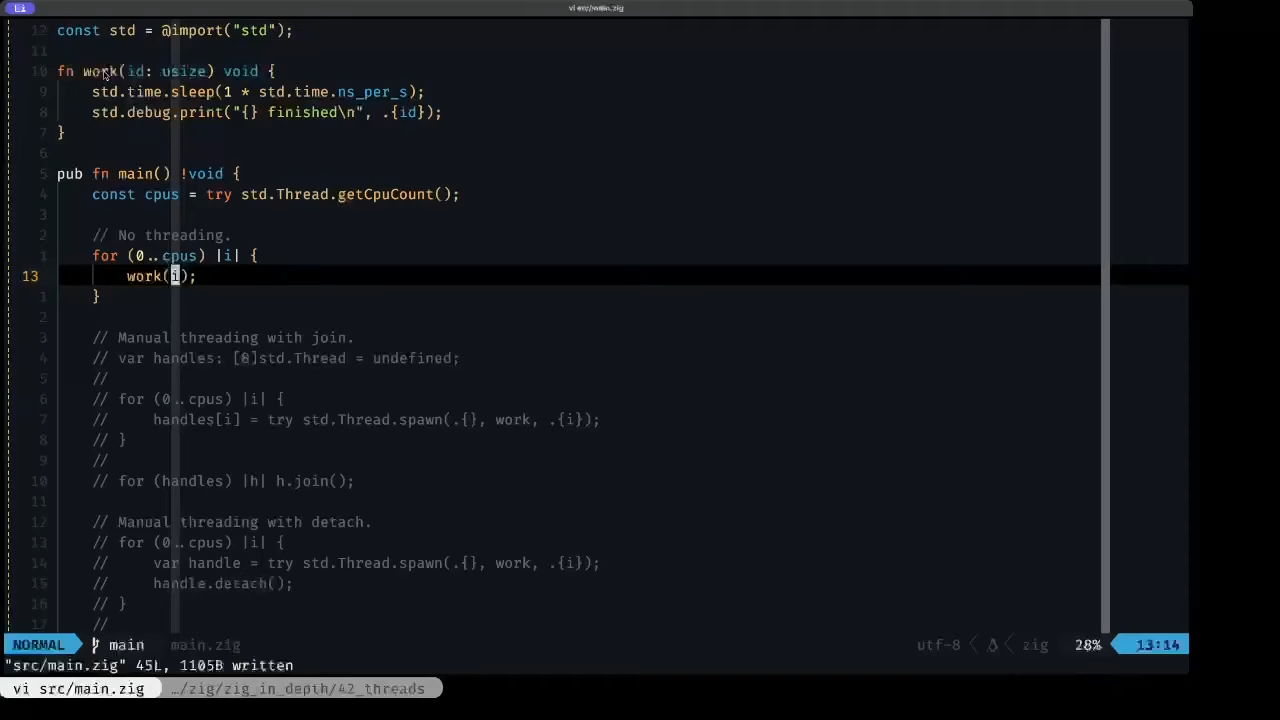 vi src/main.zig
12 const std = @import("std");
11
10 fn work(id: usize) void {
9 std.time.sleep(1 * std.time.ns_per_s);
8 std.debug.print("{} finished\n", .{id});
7 }
6
5 pub fn main() !void {
4 const cpus = try std.Thread.getCpuCount();
3
2 // No threading.
1 for (0..cpus) |i| {
13 work(i);
1 }
2
3 // Manual threading with join.
4 // var handles: [8]std.Thread = undefined;
5 //
6 // for (0..cpus) |i| {
7 // handles[i] = try std.Thread.spawn(.{}, work, .{i});
8 // }
9 //
10 // for (handles) |h| h.join();
11
12 // Manual threading with detach.
13 // for (0..cpus) |i| {
14 // var handle = try std.Thread.spawn(.{}, work, .{i});
15 // handle.detach();
16 // }
17 //
NORMAL main main.zig utf-8 zig 28% 13:14
"src/main.zig" 45L, 1105B written
vi src/main.zig …/zig/zig_in_depth/42_threads